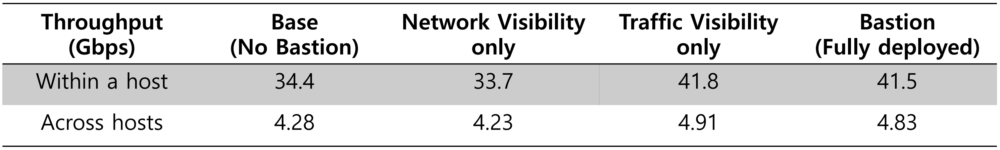 Throughput Base Network Visibility Traffic Visibility Bastion
(Gbps) (No Bastion) only only (Fully deployed)
Within a host 34.4 33.7 41.8 41.5
Across hosts 4.28 4.23 4.91 4.83